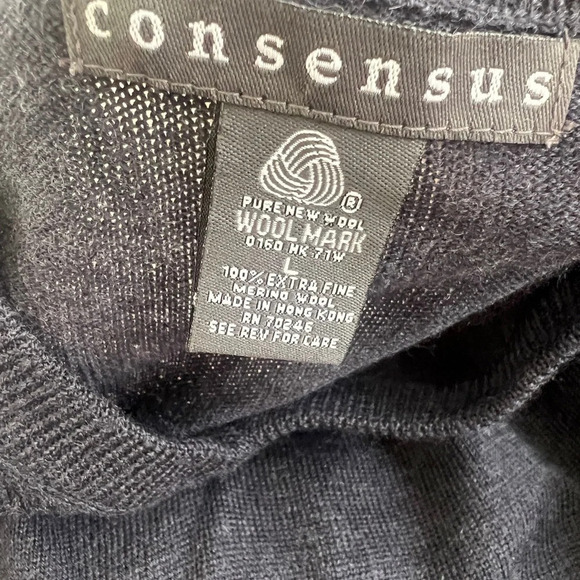 consensus
®
PURE NEW WOOL
WOOLMARK
0160 HK 71W
L
100% EXTRA FINE
MERINO WOOL
MADE IN HONG KONG
RN 70246
SEE REV FOR CARE